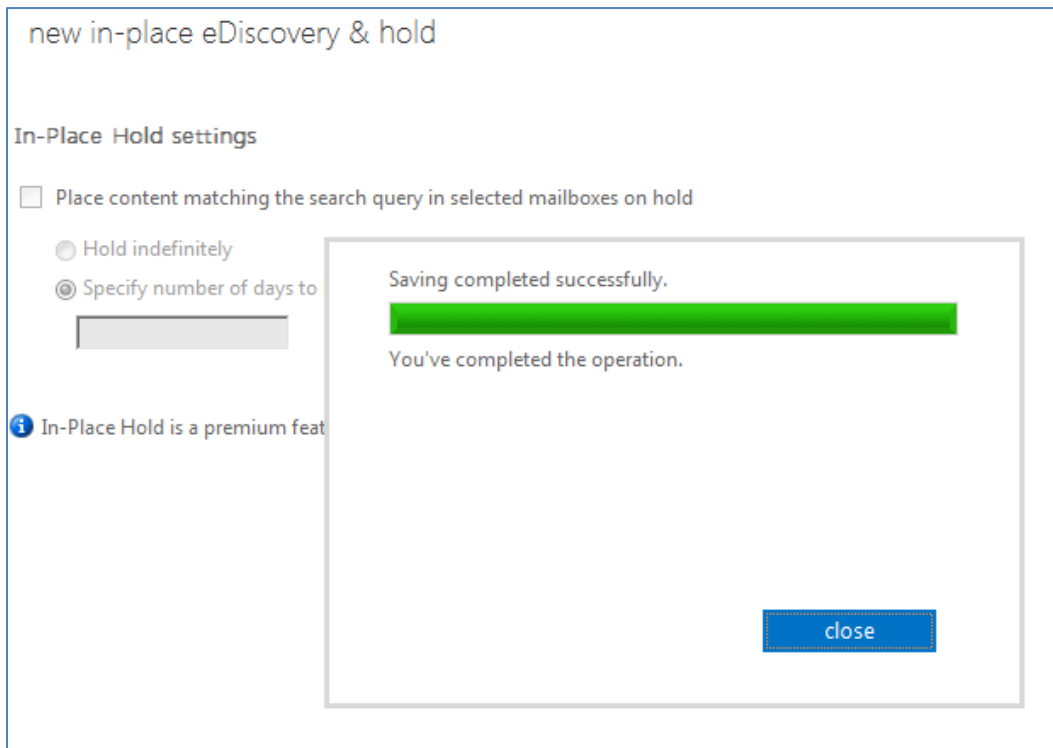 new in-place eDiscovery & hold
In-Place Hold settings
Place content matching the search query in selected mailboxes on hold
Hold indefinitely
Specify number of days to
In-Place Hold is a premium feat
Saving completed successfully.
You've completed the operation.
close